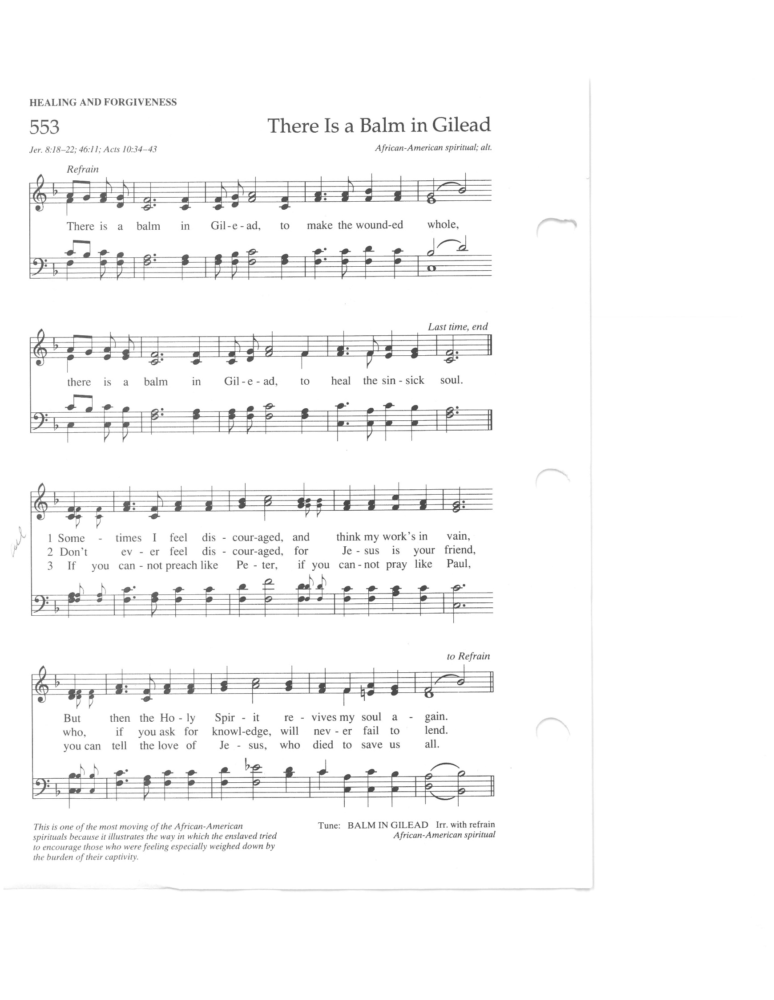 HEALING AND FORGIVENESS
553
There Is a Balm in Gilead
Jer. 8:18–22; 46:11; Acts 10:34–43
African-American spiritual; alt.
Refrain
There is a balm in Gil - e - ad, to make the wound-ed whole,
Last time, end
there is a balm in Gil - e - ad, to heal the sin - sick soul.
1 Some - times I feel dis - cour-aged, and think my work's in vain,
2 Don't ev - er feel dis - cour-aged, for Je - sus is your friend,
3 If you can - not preach like Pe - ter, if you can - not pray like Paul,
to Refrain
But then the Ho - ly Spir - it re - vives my soul a - gain.
who, if you ask for knowl-edge, will nev - er fail to lend.
you can tell the love of Je - sus, who died to save us all.
This is one of the most moving of the African-American
spirituals because it illustrates the way in which the enslaved tried
to encourage those who were feeling especially weighed down by
the burden of their captivity.
Tune: BALM IN GILEAD Irr. with refrain
African-American spiritual